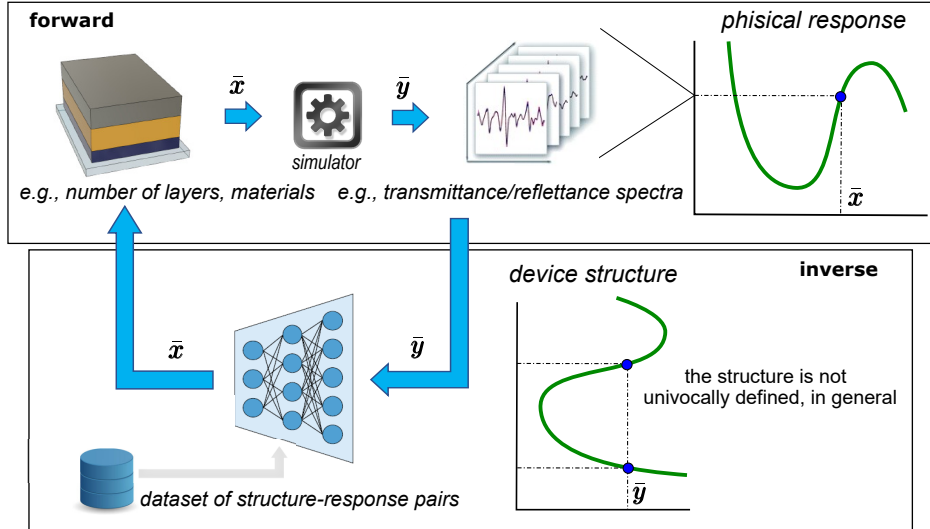 forward
phisical response
x̄
ȳ
simulator
e.g., number of layers, materials
e.g., transmittance/reflettance spectra
x̄
inverse
device structure
x̄
ȳ
the structure is not
univocally defined, in general
dataset of structure-response pairs
ȳ